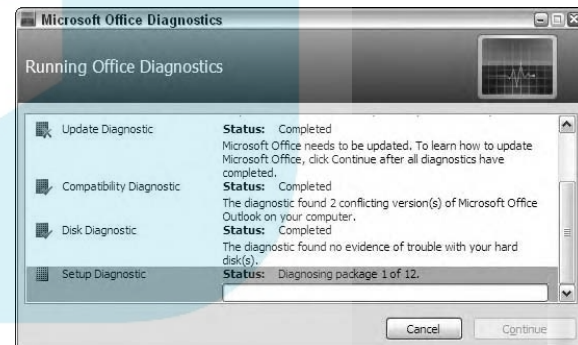 Microsoft Office Diagnostics
Running Office Diagnostics
Update Diagnostic
Status: Completed
Microsoft Office needs to be updated. To learn how to update
Microsoft Office, click Continue after all diagnostics have
completed.
Compatibility Diagnostic
Status: Completed
The diagnostic found 2 conflicting version(s) of Microsoft Office
Outlook on your computer.
Disk Diagnostic
Status: Completed
The diagnostic found no evidence of trouble with your hard
disk(s).
Setup Diagnostic
Status: Diagnosing package 1 of 12.
Cancel
Continue